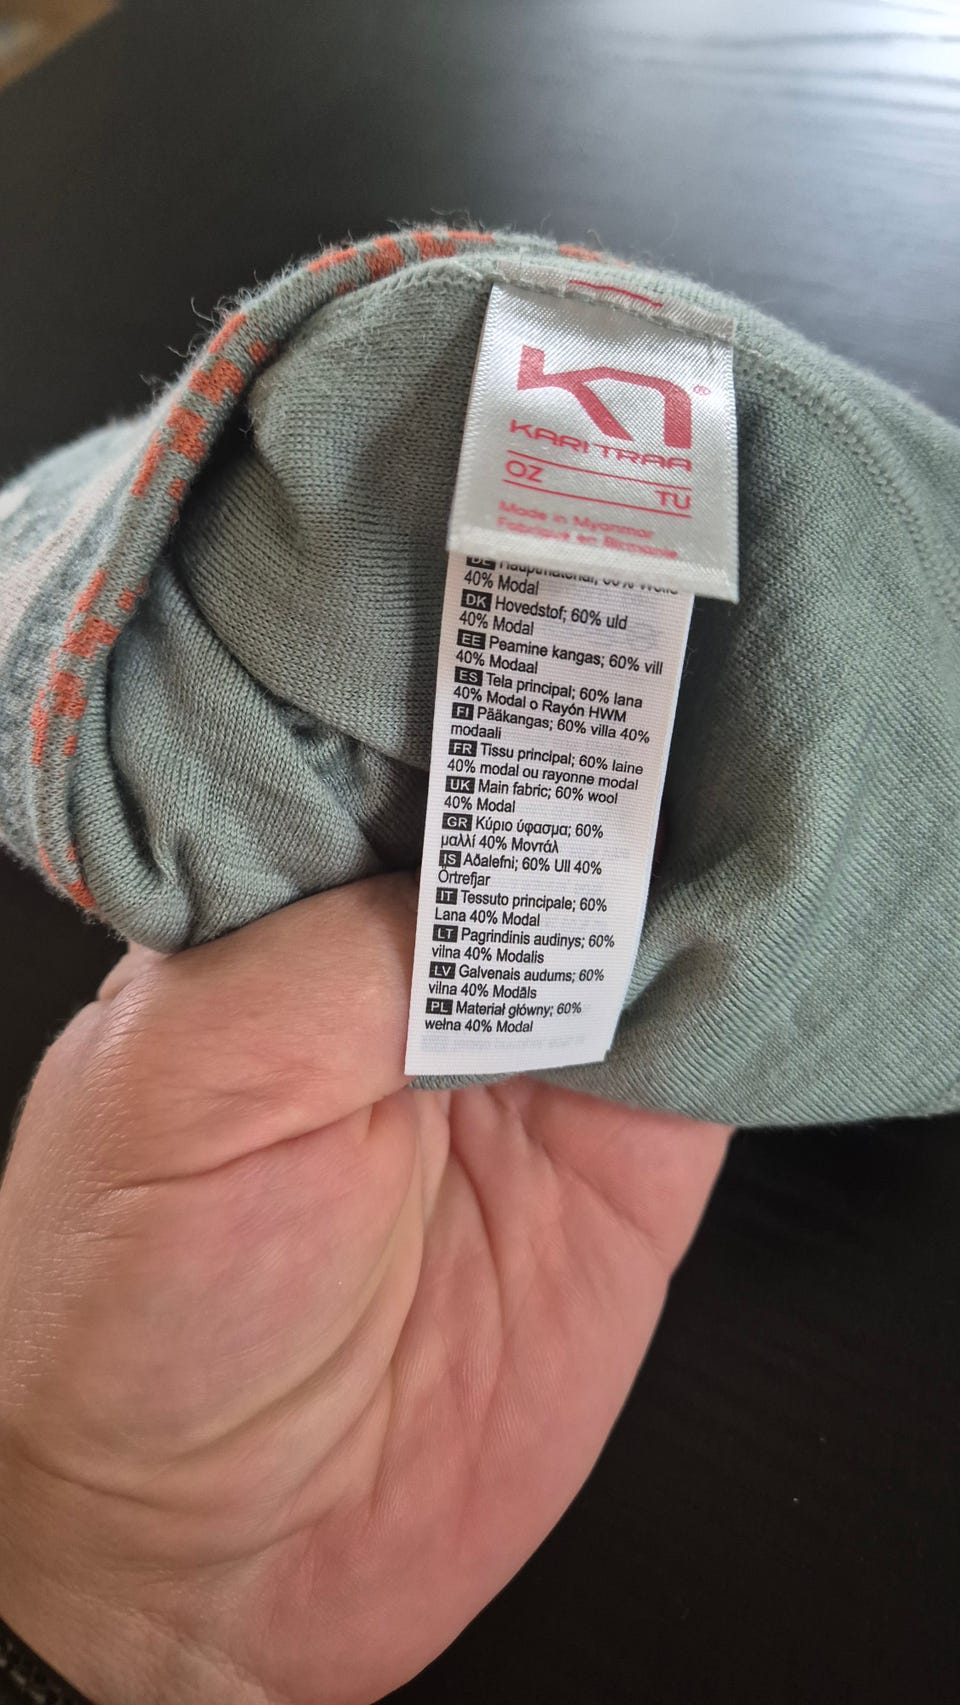 KARI TRAA
OZ
TU
Made in Myanmar
Fabriqué en Birmanie
DE Hauptmaterial; 60% Wolle
40% Modal
DK Hovedstof; 60% uld
40% Modal
EE Peamine kangas; 60% vill
40% Modaal
ES Tela principal; 60% lana
40% Modal o Rayón HWM
FI Pääkangas; 60% villa 40%
modaali
FR Tissu principal; 60% laine
40% modal ou rayonne modal
UK Main fabric; 60% wool
40% Modal
GR Κύριο ύφασμα; 60%
μαλλί 40% Μοντάλ
IS Aðalefni; 60% Ull 40%
Örtrefjar
IT Tessuto principale; 60%
Lana 40% Modal
LT Pagrindinis audinys; 60%
vilna 40% Modalis
LV Galvenais audums; 60%
vilna 40% Modāls
PL Materiał główny; 60%
wełna 40% Modal